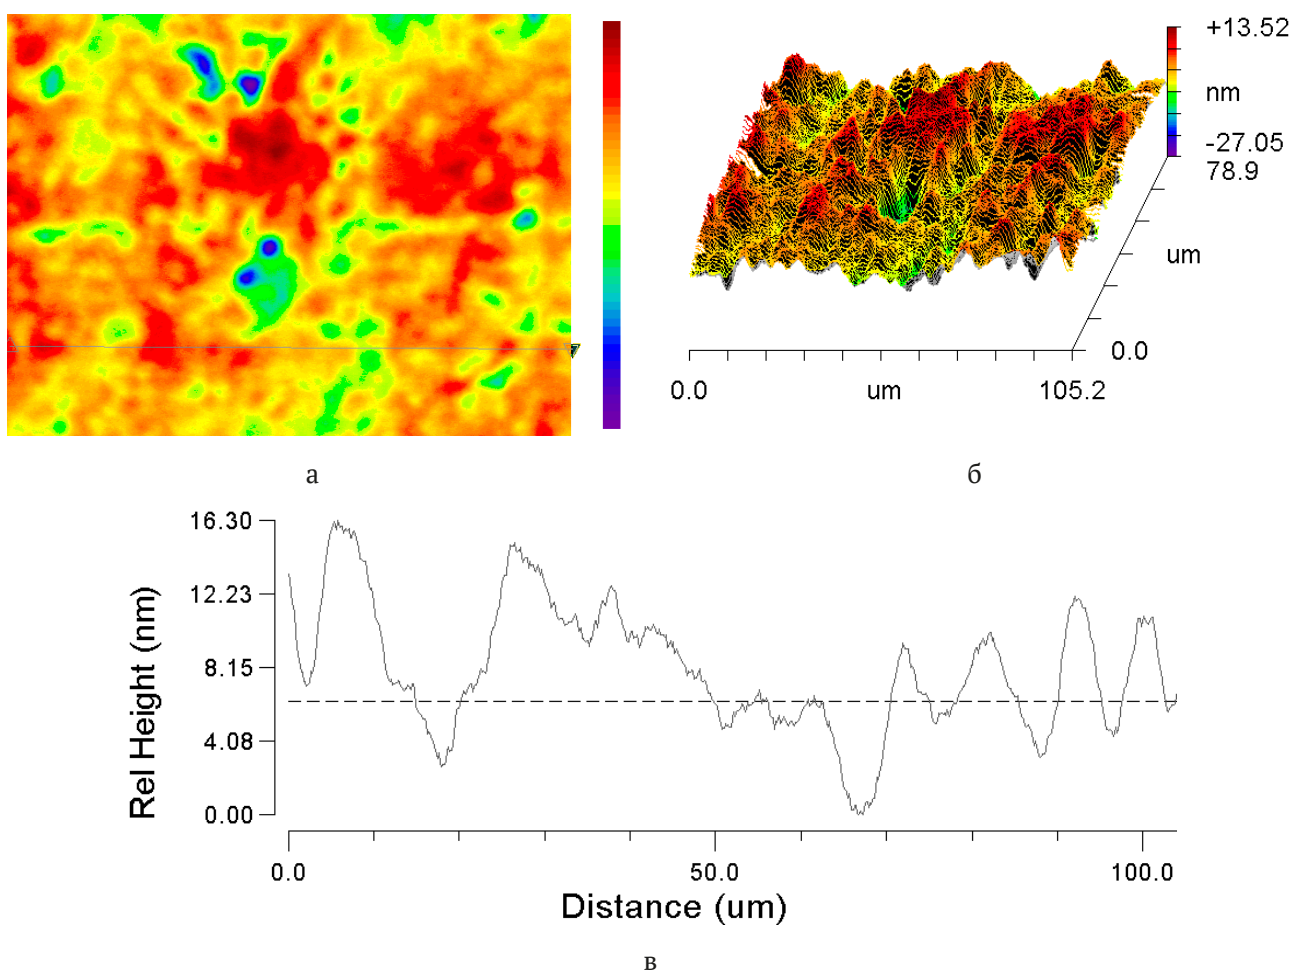 +13.52
nm
-27.05
78.9
um
0.0
0.0
um
105.2
а
б
16.30
12.23
8.15
4.08
0.00
Rel Height (nm)
0.0
50.0
100.0
Distance (um)
в